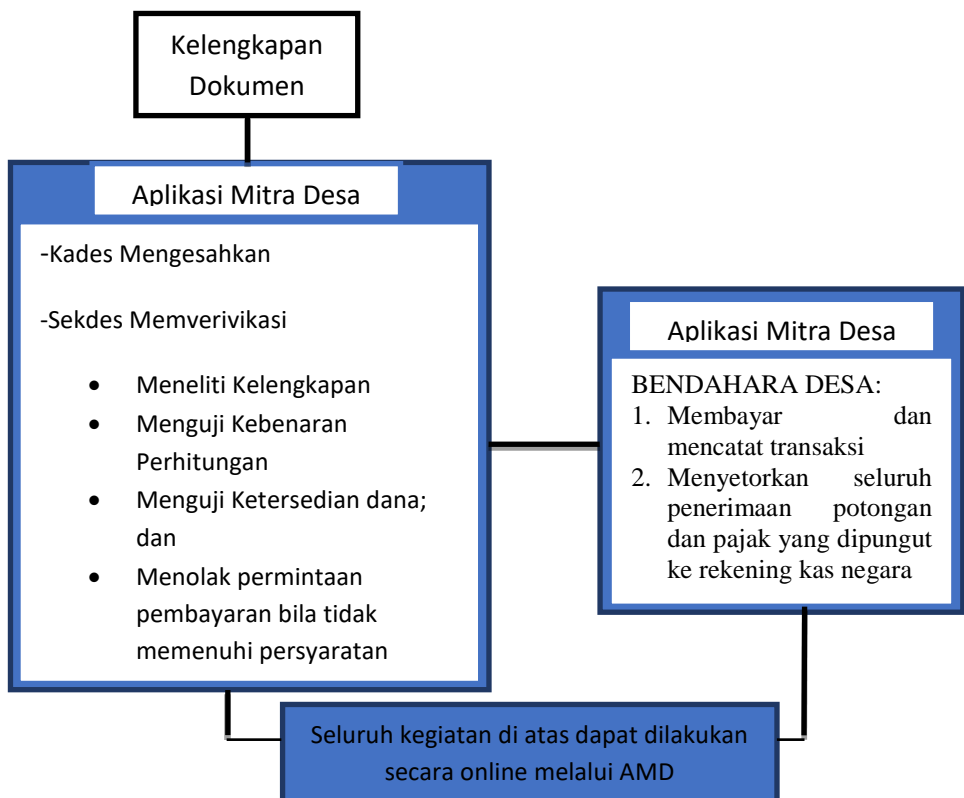 Kelengkapan
Dokumen
Aplikasi Mitra Desa
-Kades Mengesahkan
-Sekdes Memverivikasi
• Meneliti Kelengkapan
• Menguji Kebenaran
Perhitungan
• Menguji Ketersedian dana;
dan
• Menolak permintaan
pembayaran bila tidak
memenuhi persyaratan
Aplikasi Mitra Desa
BENDAHARA DESA:
1. Membayar dan
mencatat transaksi
2. Menyetorkan seluruh
penerimaan potongan
dan pajak yang dipungut
ke rekening kas negara
Seluruh kegiatan di atas dapat dilakukan
secara online melalui AMD